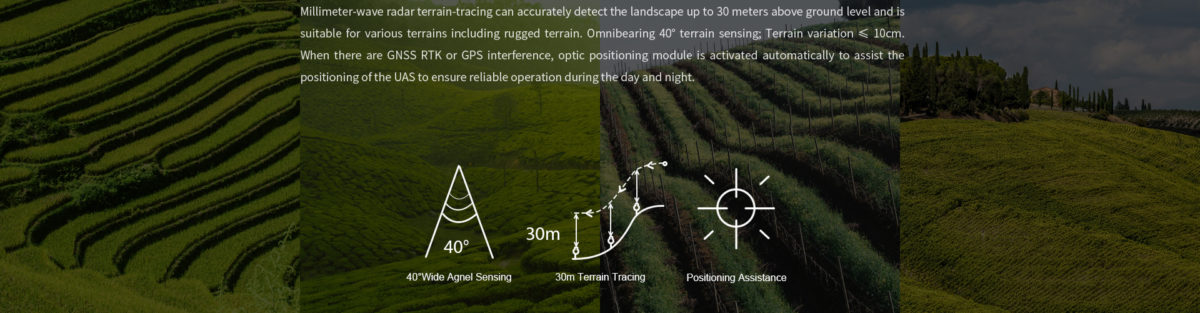 Millimeter-wave radar terrain-tracing can accurately detect the landscape up to 30 meters above ground level and is
suitable for various terrains including rugged terrain. Omnibearing 40° terrain sensing; Terrain variation ⩽ 10cm.
When there are GNSS RTK or GPS interference, optic positioning module is activated automatically to assist the
positioning of the UAS to ensure reliable operation during the day and night.
40°
30m
40°Wide Agnel Sensing
30m Terrain Tracing
Positioning Assistance